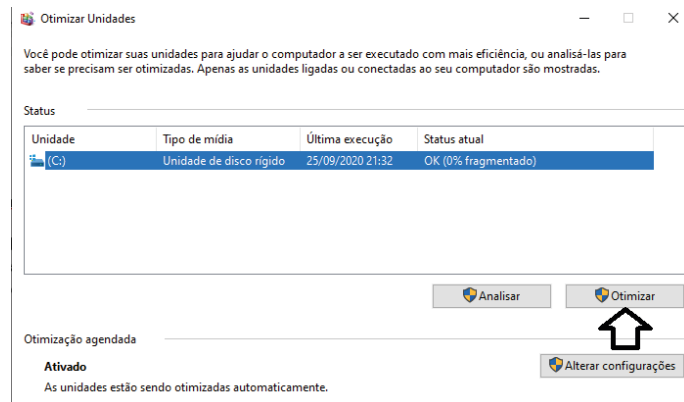 Otimizar Unidades
Você pode otimizar suas unidades para ajudar o computador a ser executado com mais eficiência, ou analisá-las para
saber se precisam ser otimizadas. Apenas as unidades ligadas ou conectadas ao seu computador são mostradas.
Status
Unidade Tipo de mídia Última execução Status atual
(C:) Unidade de disco rígido 25/09/2020 21:32 OK (0% fragmentado)
Analisar Otimizar
Otimização agendada
Ativado Alterar configurações
As unidades estão sendo otimizadas automaticamente.